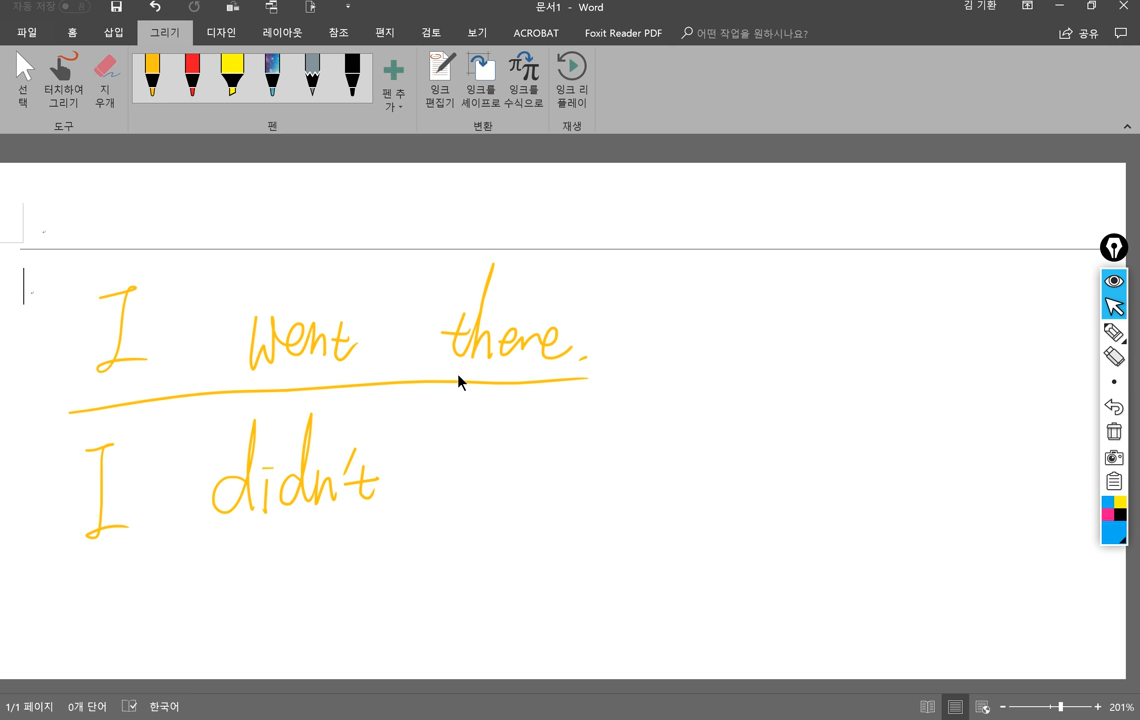 자동 저장
문서1 - Word
김 기환
파일 홈 삽입 그리기 디자인 레이아웃 참조 편지 검토 보기 ACROBAT Foxit Reader PDF 어떤 작업을 원하시나요? 공유
선택
터치하여 그리기
지우개
펜 추가
잉크 편집기
잉크를 셰이프로
잉크를 수식으로
잉크 리플레이
도구 펜 변환 재생
I went there.
I didn't
1/1 페이지 0개 단어 한국어 201%